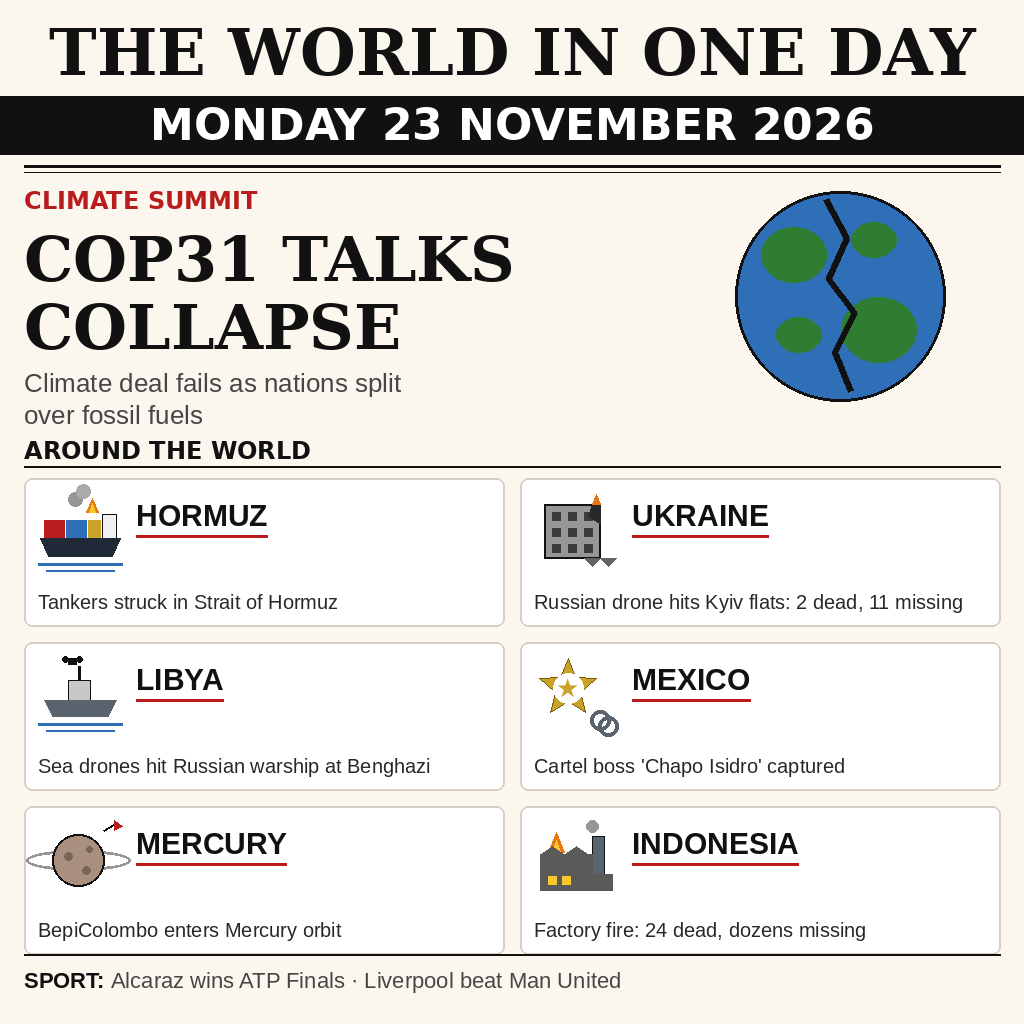 THE WORLD IN ONE DAY
MONDAY 23 NOVEMBER 2026
CLIMATE SUMMIT
COP31 TALKS
COLLAPSE
Climate deal fails as nations split
over fossil fuels
AROUND THE WORLD
HORMUZ
Tankers struck in Strait of Hormuz
UKRAINE
Russian drone hits Kyiv flats: 2 dead, 11 missing
LIBYA
Sea drones hit Russian warship at Benghazi
MEXICO
Cartel boss 'Chapo Isidro' captured
MERCURY
BepiColombo enters Mercury orbit
INDONESIA
Factory fire: 24 dead, dozens missing
SPORT: Alcaraz wins ATP Finals · Liverpool beat Man United